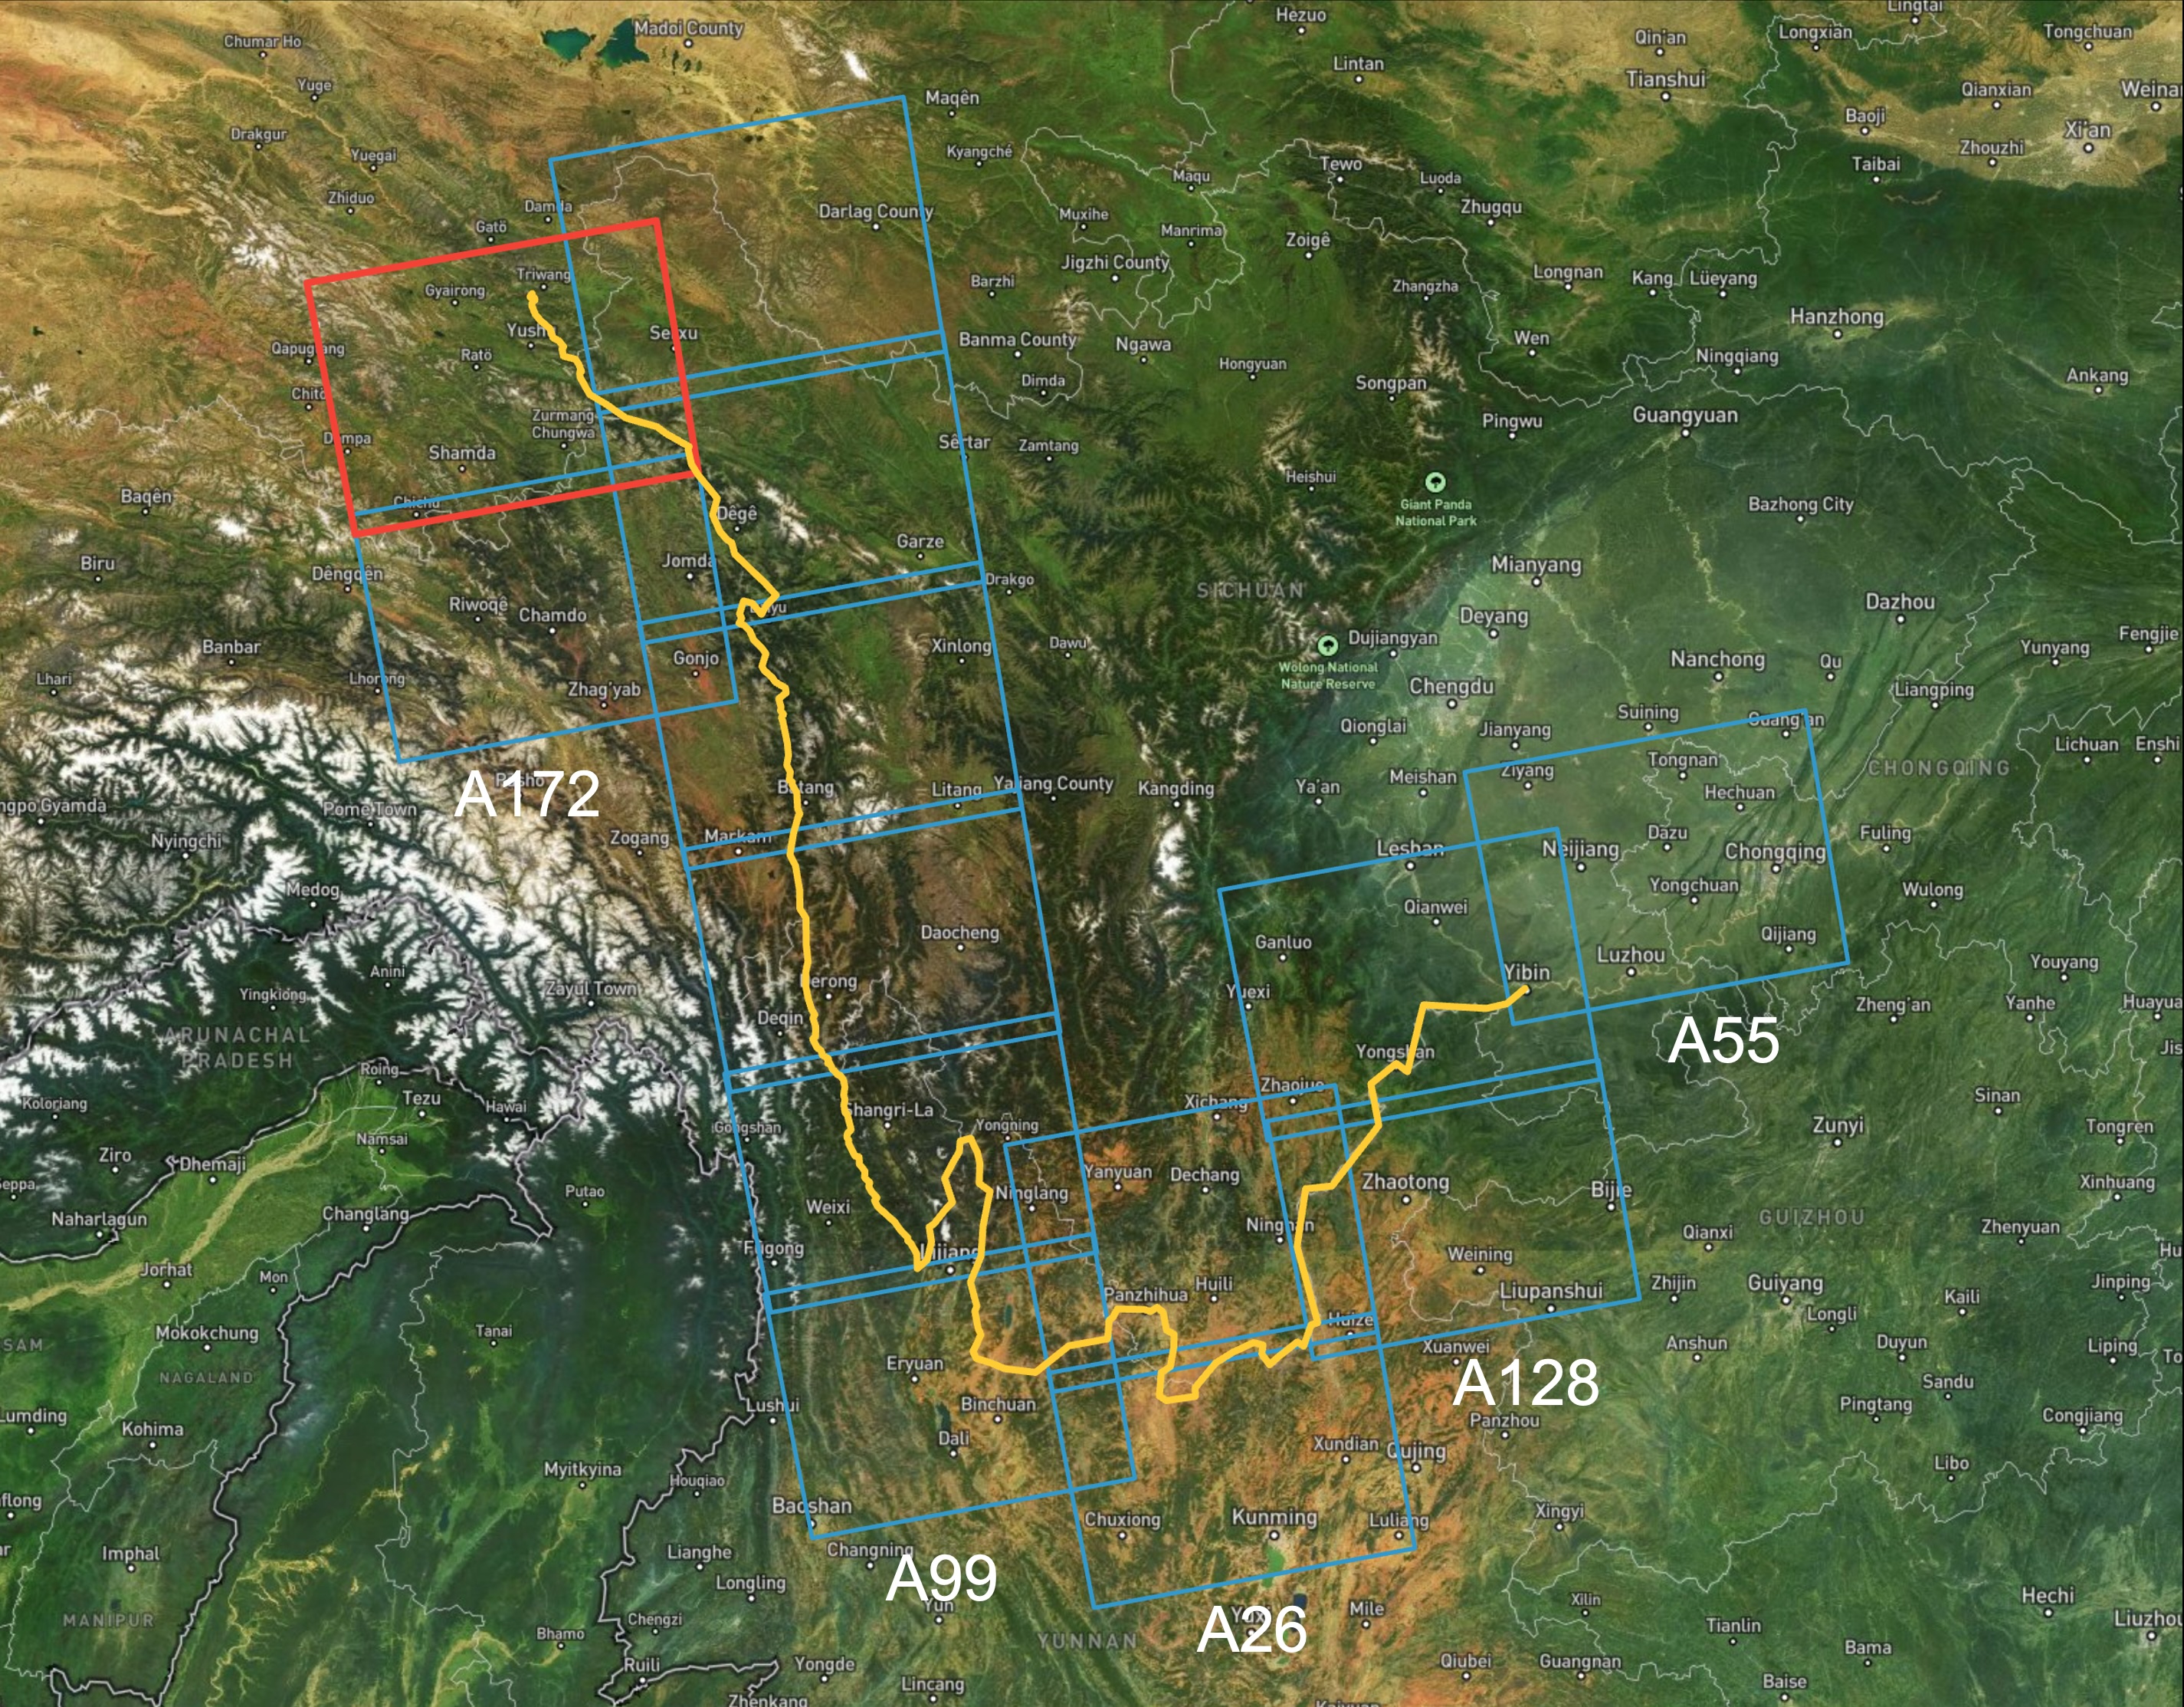 Lingtai
Hezuo
Madoi County
Longxian
Tongchuan
Qin'an
Chumar Ho
Lintan
Tianshui
Yuge
Qianxian
Weina
Maqên
Baoji
Drakgur
Xi'an
Kyangchê
Zhouzhi
Yuegai
Tewo
Taibai
Maqu
Luoda
Zhiduo
Damda
Darlag County
Muxihe
Zhugqu
Gatö
Manrima
Zoigê
Jigzhi County
Longnan
Triwang
Kang
Lüeyang
Barzhi
Zhangzha
Gyairong
Hanzhong
Yush
Serxu
Banma County
Ngawa
Wen
Qapugtang
Ratö
Ningqiang
Hongyuan
Dimda
Songpan
Ankang
Chitö
Zurmang
Chungwa
Pingwu
Guangyuan
Dampa
Sêrtar
Zamtang
Shamda
Heishui
Giant Panda
National Park
Baqên
Chichu
Dêgê
Bazhong City
Garze
Biru
Jomda
Dêngqên
Drakgo
Mianyang
SICHUAN
Riwoqê
Chamdo
Dazhou
Deyang
Banbar
Xinlong
Dawu
Dujiangyan
Fengjie
Yunyang
Gonjo
Wolong National
Nature Reserve
Nanchong
Qu
Lhari
Lhorong
Zhag'yab
Chengdu
Liangping
Suining
Guang'an
Qionglai
Jianyang
Lichuan
Enshi
Tongnan
CHONGQING
Ziyang
Meishan
A172
Batang
Litang
Yajiang County
Kangding
Ya'an
Hechuan
ngpo Gyamda
Pome Town
Nyingchi
Zogang
Markam
Dazu
Fuling
Leshan
Neijiang
Chongqing
Medog
Yongchuan
Wulong
Qianwei
Daocheng
Ganluo
Qijiang
Anini
Luzhou
Youyang
Yingkiong
Zayul Town
Derong
Yibin
Yuexi
Zheng'an
Yanhe
Huayua
Deqin
ARUNACHAL
PRADESH
A55
Yongshan
Jis
Roing
Zhaojue
Koloriang
Tezu
Hawai
Shangri-La
Xichang
Sinan
Gongshan
Yongning
Namsai
Zunyi
Tongren
Ziro
Dhemaji
Yanyuan
Dechang
Zhaotong
Xinhuang
Seppa
Putao
Ninglang
Bijie
Naharlagun
Changlang
Weixi
Ningnan
GUIZHOU
Qianxi
Zhenyuan
Fugong
Lijiang
Weining
Jorhat
Mon
Huili
Panzhihua
Liupanshui
Zhijin
Guiyang
Jinping
Kaili
Longli
Huize
Mokokchung
Tanai
SAM
Xuanwei
Anshun
Duyun
Liping
NAGALAND
Eryuan
A128
Sandu
Lumding
Lushui
Binchuan
Panzhou
Pingtang
Congjiang
Kohima
Dali
Xundian
Qujing
Libo
Myitkyina
Houqiao
aflong
Baoshan
Chuxiong
Kunming
Luliang
Xingyi
Imphal
Lianghe
Changning
A99
Longling
Yun
Xilin
Hechi
MANIPUR
Chengzi
A26
Mile
Tianlin
Liuzhou
Bhamo
YUNNAN
Bama
Ruili
Yongde
Qiubei
Guangnan
Lincang
Baise
Zhenkang